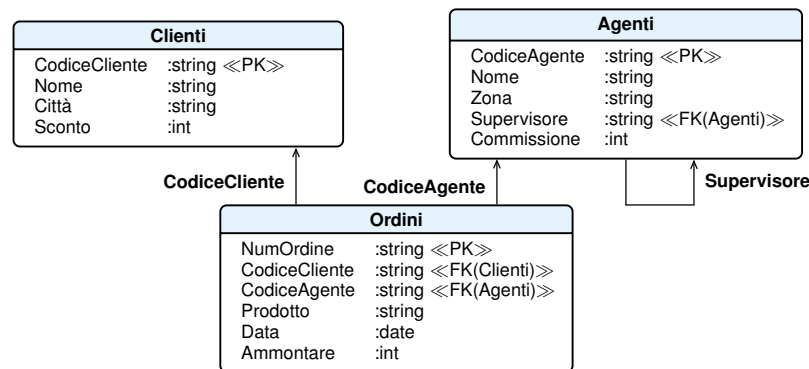 Clienti
CodiceCliente :string ≪PK≫
Nome :string
Città :string
Sconto :int
Agenti
CodiceAgente :string ≪PK≫
Nome :string
Zona :string
Supervisore :string ≪FK(Agenti)≫
Commissione :int
CodiceCliente
CodiceAgente
Supervisore
Ordini
NumOrdine :string ≪PK≫
CodiceCliente :string ≪FK(Clienti)≫
CodiceAgente :string ≪FK(Agenti)≫
Prodotto :string
Data :date
Ammontare :int